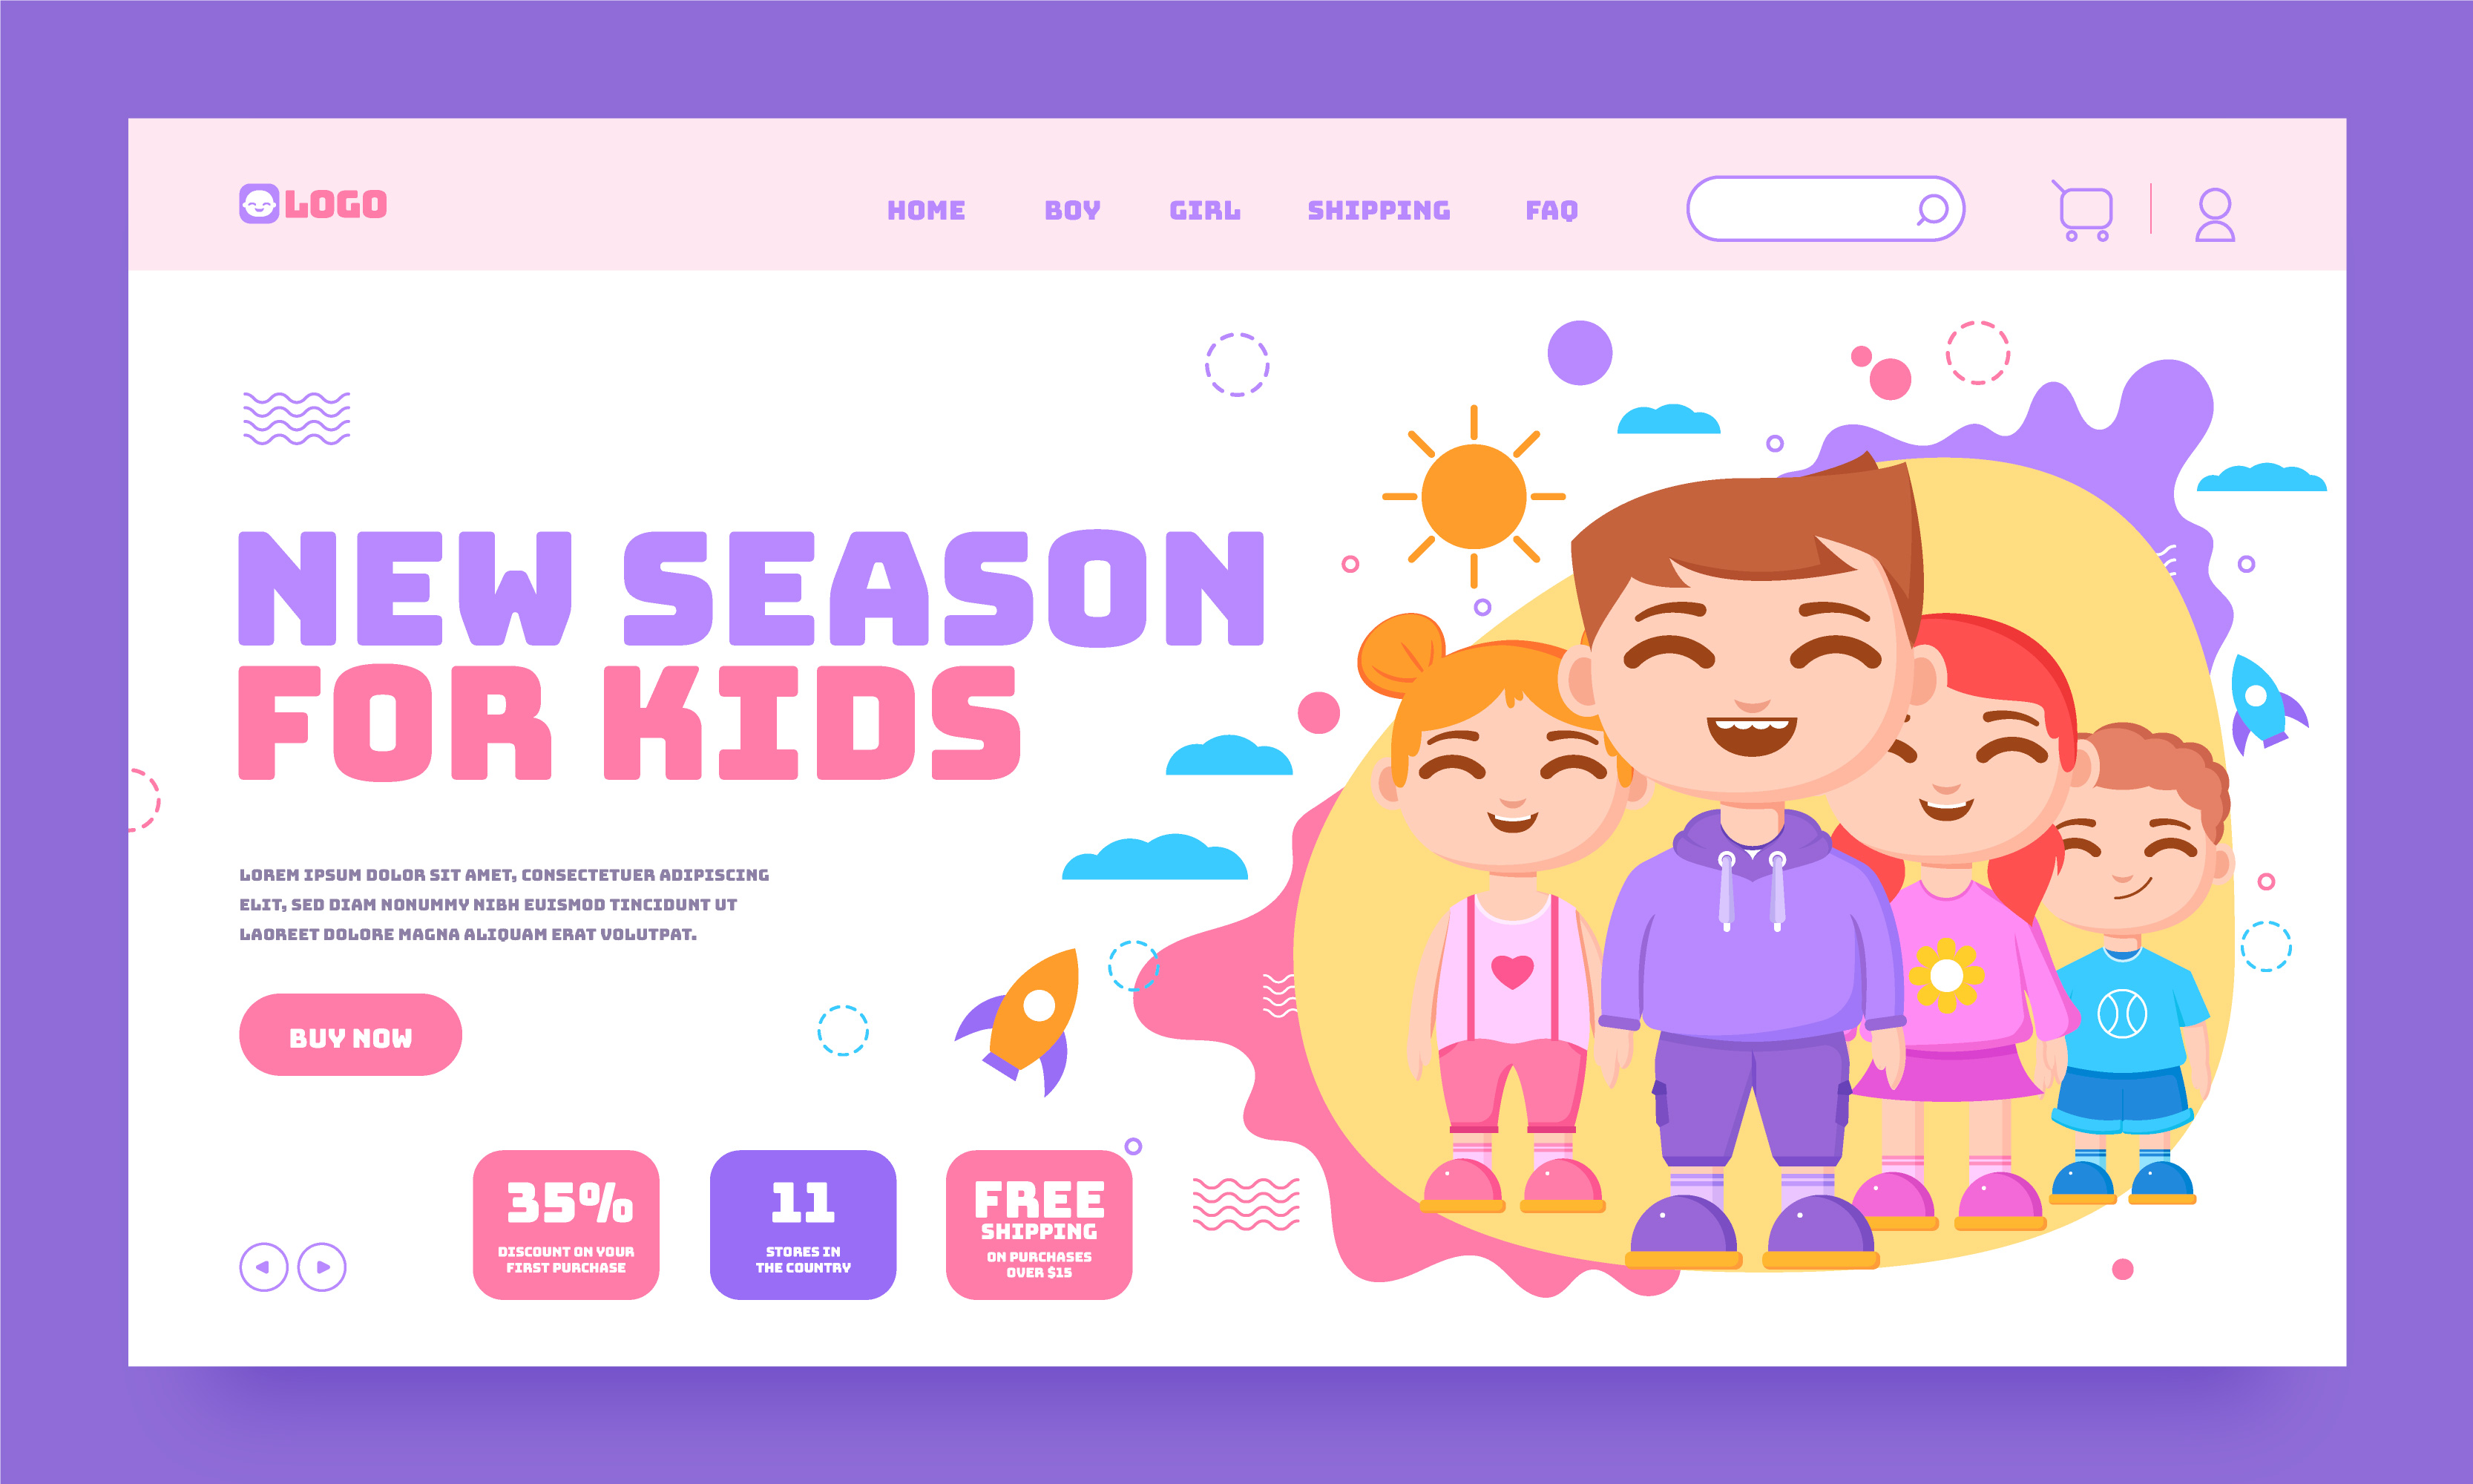 LOGO
HOME BOY GIRL SHIPPING FAQ
NEW SEASON
FOR KIDS
LOREM IPSUM DOLOR SIT AMET, CONSECTETUER ADIPISCING
ELIT, SED DIAM NONUMMY NIBH EUISMOD TINCIDUNT UT
LAOREET DOLORE MAGNA ALIQUAM ERAT VOLUTPAT.
BUY NOW
35%
DISCOUNT ON YOUR
FIRST PURCHASE
11
STORES IN
THE COUNTRY
FREE
SHIPPING
ON PURCHASES
OVER $15